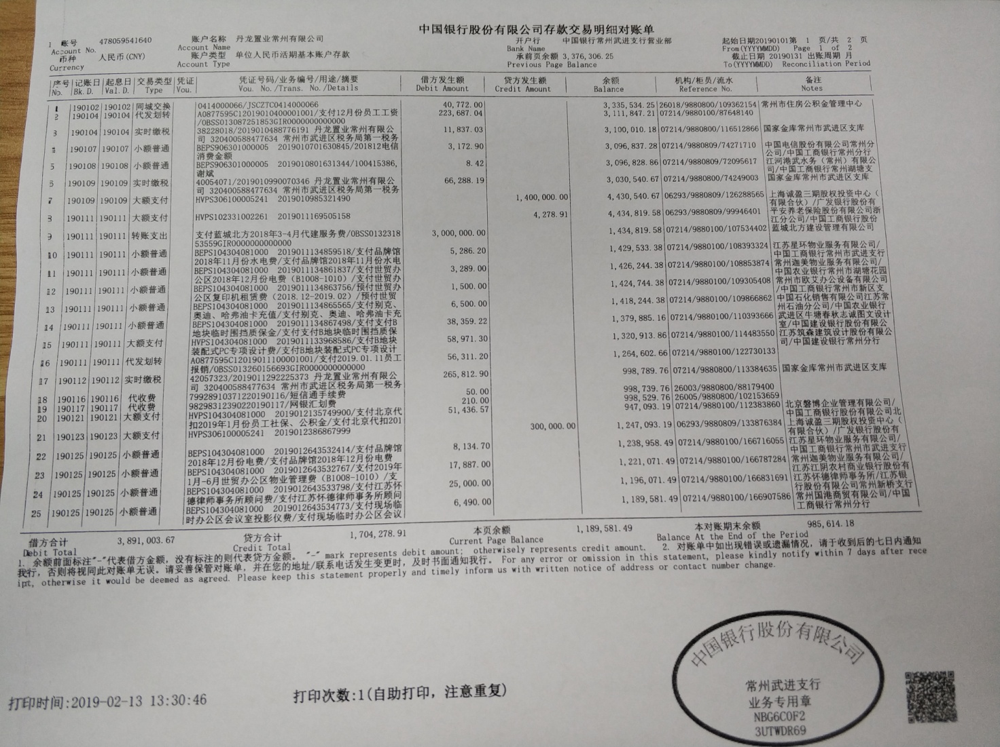 中国银行股份有限公司存款交易明细对账单
1 账号 478059541640 账户名称 丹龙置业常州有限公司 开户行 中国银行常州武进支行营业部 起始日期20190101第 1 页/共 2 页
Account No. Account Name Bank Name From(YYYYMMDD) Page 1 of 2
币种 人民币(CNY) 账户类型 单位人民币活期基本账户存款 承前页余额 3,376,306.25 截止日期 20190131 出账周期 月
Currency Account Type Previous Page Balance To(YYYYMMDD) Reconciliation Period
序号 记账日 起息日 交易类型 凭证 凭证号码/业务编号/用途/摘要 借方发生额 贷方发生额 余额 机构/柜员/流水 备注
No. Bk. D. Val. D. Type Vou. Vou. No./Trans. No./Details Debit Amount Credit Amount Balance Reference No. Notes
1 190102 190102 同城交换 0414000066/JSCZTC0414000066 40,772.00 3,335,534.25 26018/9880800/109362154 常州市住房公积金管理中心
2 190104 190104 代发划转 A0877595C12019010400001001/支付12月份员工工资 223,687.04 3,111,847.21 07214/9880100/87648140
/OBSS013087251853GIR0000000000000
3 190104 190104 实时缴税 38228018/2019010488776191 丹龙置业常州有限公 11,837.03 3,100,010.18 07214/9880809/116512866 国家金库常州市武进区支库
司 320400588477634 常州市武进区税务局第一税务
4 190107 190107 小额普通 BEPS906301000005 2019010701630845/201812电信 3,172.90 3,096,837.28 07214/9880809/74271710 中国电信股份有限公司常州分
消费金额 公司/中国工商银行常州分行
5 190108 190108 小额普通 BEPS906301000005 2019010801631344/100415386, 8.42 3,096,828.86 07214/9880809/72095617 江河港武水务（常州）有限公
谢斌 司/中国工商银行常州湖塘支
6 190109 190109 实时缴税 40054071/2019010990070346 丹龙置业常州有限公 66,288.19 3,030,540.67 07214/9880800/74249003 国家金库常州市武进区支库
司 320400588477634 常州市武进区税务局第一税务
7 190109 190109 大额支付 HVPS306100005241 2019010985321490 1,400,000.00 4,430,540.67 06293/9880809/126288565 上海诚盈三期股权投资中心（
有限合伙）/广发银行股份有
8 190111 190111 大额支付 HVPS102331002261 2019011169505158 4,278.91 4,434,819.58 06293/9880809/99946401 平安养老保险股份有限公司浙
江分公司/中国工商银行股份
9 190111 190111 转账支出 支付蓝城北方2018年3-4月代建服务费/OBSS0132318 3,000,000.00 1,434,819.58 07214/9880100/107534402 蓝城北方建设管理有限公司
53559GIR0000000000000
10 190111 190111 小额普通 BEPS104304081000 2019011134859518/支付品牌馆 5,286.20 1,429,533.38 07214/9880100/108393324 江苏星环物业服务有限公司/
2018年11月份水电费/支付品牌馆2018年11月份水电 中国工商银行常州市武进支行
11 190111 190111 小额普通 BEPS104304081000 2019011134861837/支付世贸办 3,289.00 1,426,244.38 07214/9880100/108853874 常州迦美物业服务有限公司/
公区2018年12月份电费（B1008-1010）/支付世贸办 中国农业银行常州市湖塘花园
12 190111 190111 小额普通 BEPS104304081000 2019011134863756/预付世贸办 1,500.00 1,424,744.38 07214/9880100/109305408 常州市欧艾办公设备有限公司
公区复印机租赁费（2018.12-2019.02）/预付世贸 /中国工商银行常州市新区支
13 190111 190111 小额普通 BEPS104304081000 2019011134865565/支付别克、 6,500.00 1,418,244.38 07214/9880100/109866862 中国石化销售有限公司江苏常
奥迪、哈弗油卡充值/支付别克、奥迪、哈弗油卡充 州石油分公司/中国农业银行
14 190111 190111 小额普通 BEPS104304081000 2019011134867498/支付支付B 38,359.22 1,379,885.16 07214/9880100/110393666 武进区牛塘春秋志诚图文设计
地块临时围挡质保金/支付支付B地块临时围挡质保 室/中国建设银行股份有限公
15 190111 190111 大额支付 HVPS104304081000 2019011133968586/支付B地块 58,971.30 1,320,913.86 07214/9880100/114483550 江苏筑森建筑设计股份有限公
装配式PC专项设计费/支付B地块装配式PC专项设计 司/中国建设银行常州分行
16 190111 190111 代发划转 A0877595C1201901110001001/支付2019.01.11员工 56,311.20 1,264,602.66 07214/9880100/122730133
报销/OBSS013260156693GIR0000000000000
17 190112 190112 实时缴税 42057323/2019011292225373 丹龙置业常州有限公 265,812.90 998,789.76 07214/9880800/113384635 国家金库常州市武进区支库
司 320400588477634 常州市武进区税务局第一税务
18 190116 190116 代收费 79928910371220190116/短信通手续费 50.00 998,739.76 26003/9880800/88179400
19 190117 190117 代收费 98298312390220190117/网银汇划费 210.00 998,529.76 26005/9880800/102153659
20 190121 190121 大额支付 HVPS104304081000 2019012135749900/支付北京代 51,436.57 947,093.19 07214/9880100/112383860 北京磐博企业管理有限公司/
扣2019年1月份员工社保、公积金/支付北京代扣201 中国工商银行股份有限公司北
21 190123 190123 大额支付 HVPS306100005241 2019012386867999 300,000.00 1,247,093.19 06293/9880809/133876384 上海诚盈三期股权投资中心（
有限合伙）/广发银行股份有
22 190125 190125 小额普通 BEPS104304081000 2019012643532414/支付品牌馆 8,134.70 1,238,958.49 07214/9880100/166716055 江苏星环物业服务有限公司/
2018年12月份电费/支付品牌馆2018年12月份电费 中国工商银行常州市武进支行
23 190125 190125 小额普通 BEPS104304081000 2019012643532767/支付2019年 17,887.00 1,221,071.49 07214/9880100/166787284 常州迦美物业服务有限公司/
1月-6月世贸办公区物业管理费（B1008-1010）/支 江苏江阴农村商业银行股份有
24 190125 190125 小额普通 BEPS104304081000 2019012643533798/支付江苏怀 25,000.00 1,196,071.49 07214/9880100/166831691 江苏怀德律师事务所/江苏银
德律师事务所顾问费/支付江苏怀德律师事务所顾问 行股份有限公司常州新桥支行
25 190125 190125 小额普通 BEPS104304081000 2019012643534773/支付现场临 6,490.00 1,189,581.49 07214/9880100/166907586 常州国港商贸有限公司/中国
时办公区会议室投影仪费/支付现场临时办公区会议 工商银行常州分行
借方合计 3,891,003.67 贷方合计 1,704,278.91 本页余额 1,189,581.49 本对账期末余额 985,614.18
Debit Total Credit Total Current Page Balance Balance At the End of the Period
1. 余额前面标注"-"代表借方金额，没有标注的则代表贷方金额。 "-" mark represents debit amount; otherwise represents credit amount. 2. 对账单中如出现错误或遗漏情况，请于收到后的七日内通知
我行，否则将视同此对账单无误。请妥善保管对账单，并在您的地址/联系电话发生变更时，及时书面通知我行。 For any error or omission in this statement, please kindly notify within 7 days after rece
ipt, otherwise it would be deemed as agreed. Please keep this statement properly and timely inform us with written notice of address or contact number change.
中国银行股份有限公司
常州武进支行
业务专用章
NBG6C0F2
3UTWDR69
打印时间:2019-02-13 13:30:46 打印次数:1(自助打印，注意重复)